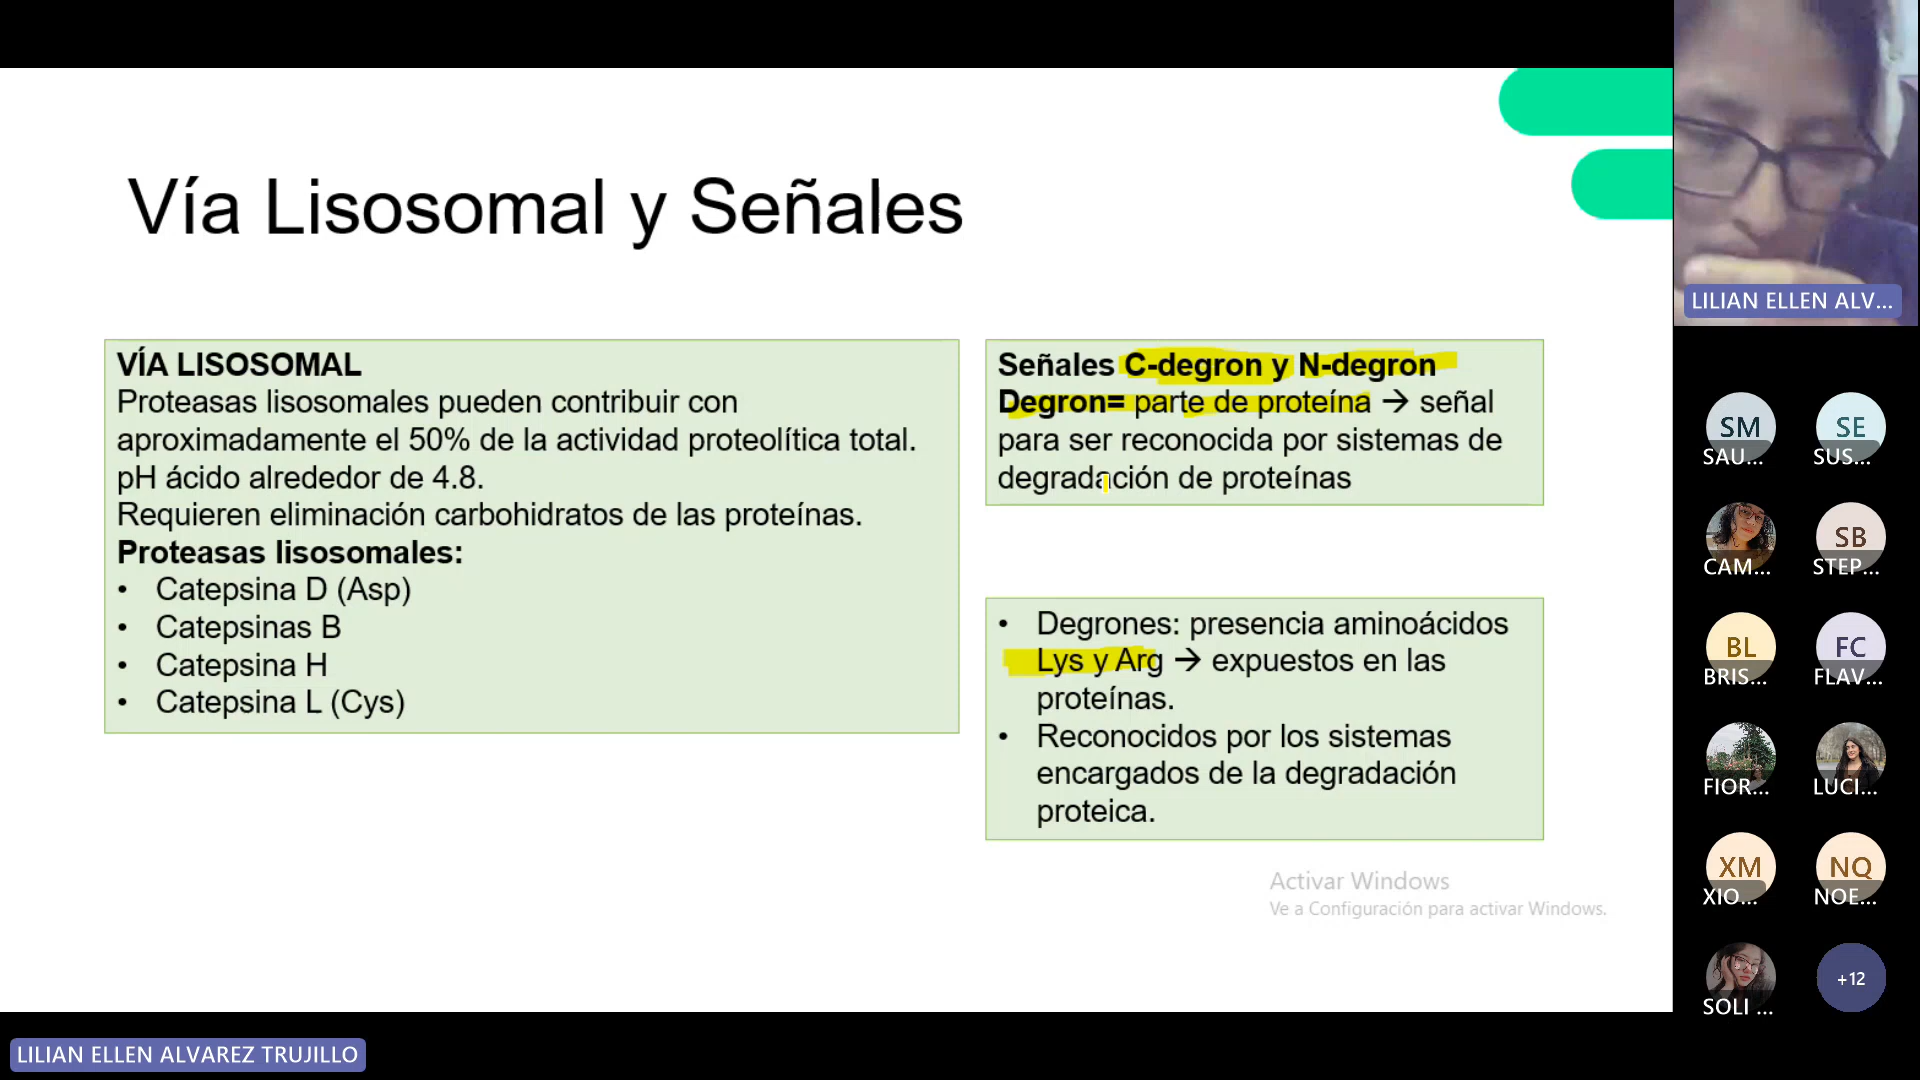 Vía Lisosomal y Señales
VÍA LISOSOMAL
Proteasas lisosomales pueden contribuir con
aproximadamente el 50% de la actividad proteolítica total.
pH ácido alrededor de 4.8.
Requieren eliminación carbohidratos de las proteínas.
Proteasas lisosomales:
• Catepsina D (Asp)
• Catepsinas B
• Catepsina H
• Catepsina L (Cys)
Señales C-degron y N-degron
Degron= parte de proteína → señal
para ser reconocida por sistemas de
degradación de proteínas
• Degrones: presencia aminoácidos
Lys y Arg → expuestos en las
proteínas.
• Reconocidos por los sistemas
encargados de la degradación
proteica.
Activar Windows
Ve a Configuración para activar Windows.
LILIAN ELLEN ALV...
SM SE
SAU... SUS...
SB
CAM... STEP...
BL FC
BRIS... FLAV...
FIOR... LUCI...
XM NQ
XIO... NOE...
+12
SOLI ...
LILIAN ELLEN ALVAREZ TRUJILLO